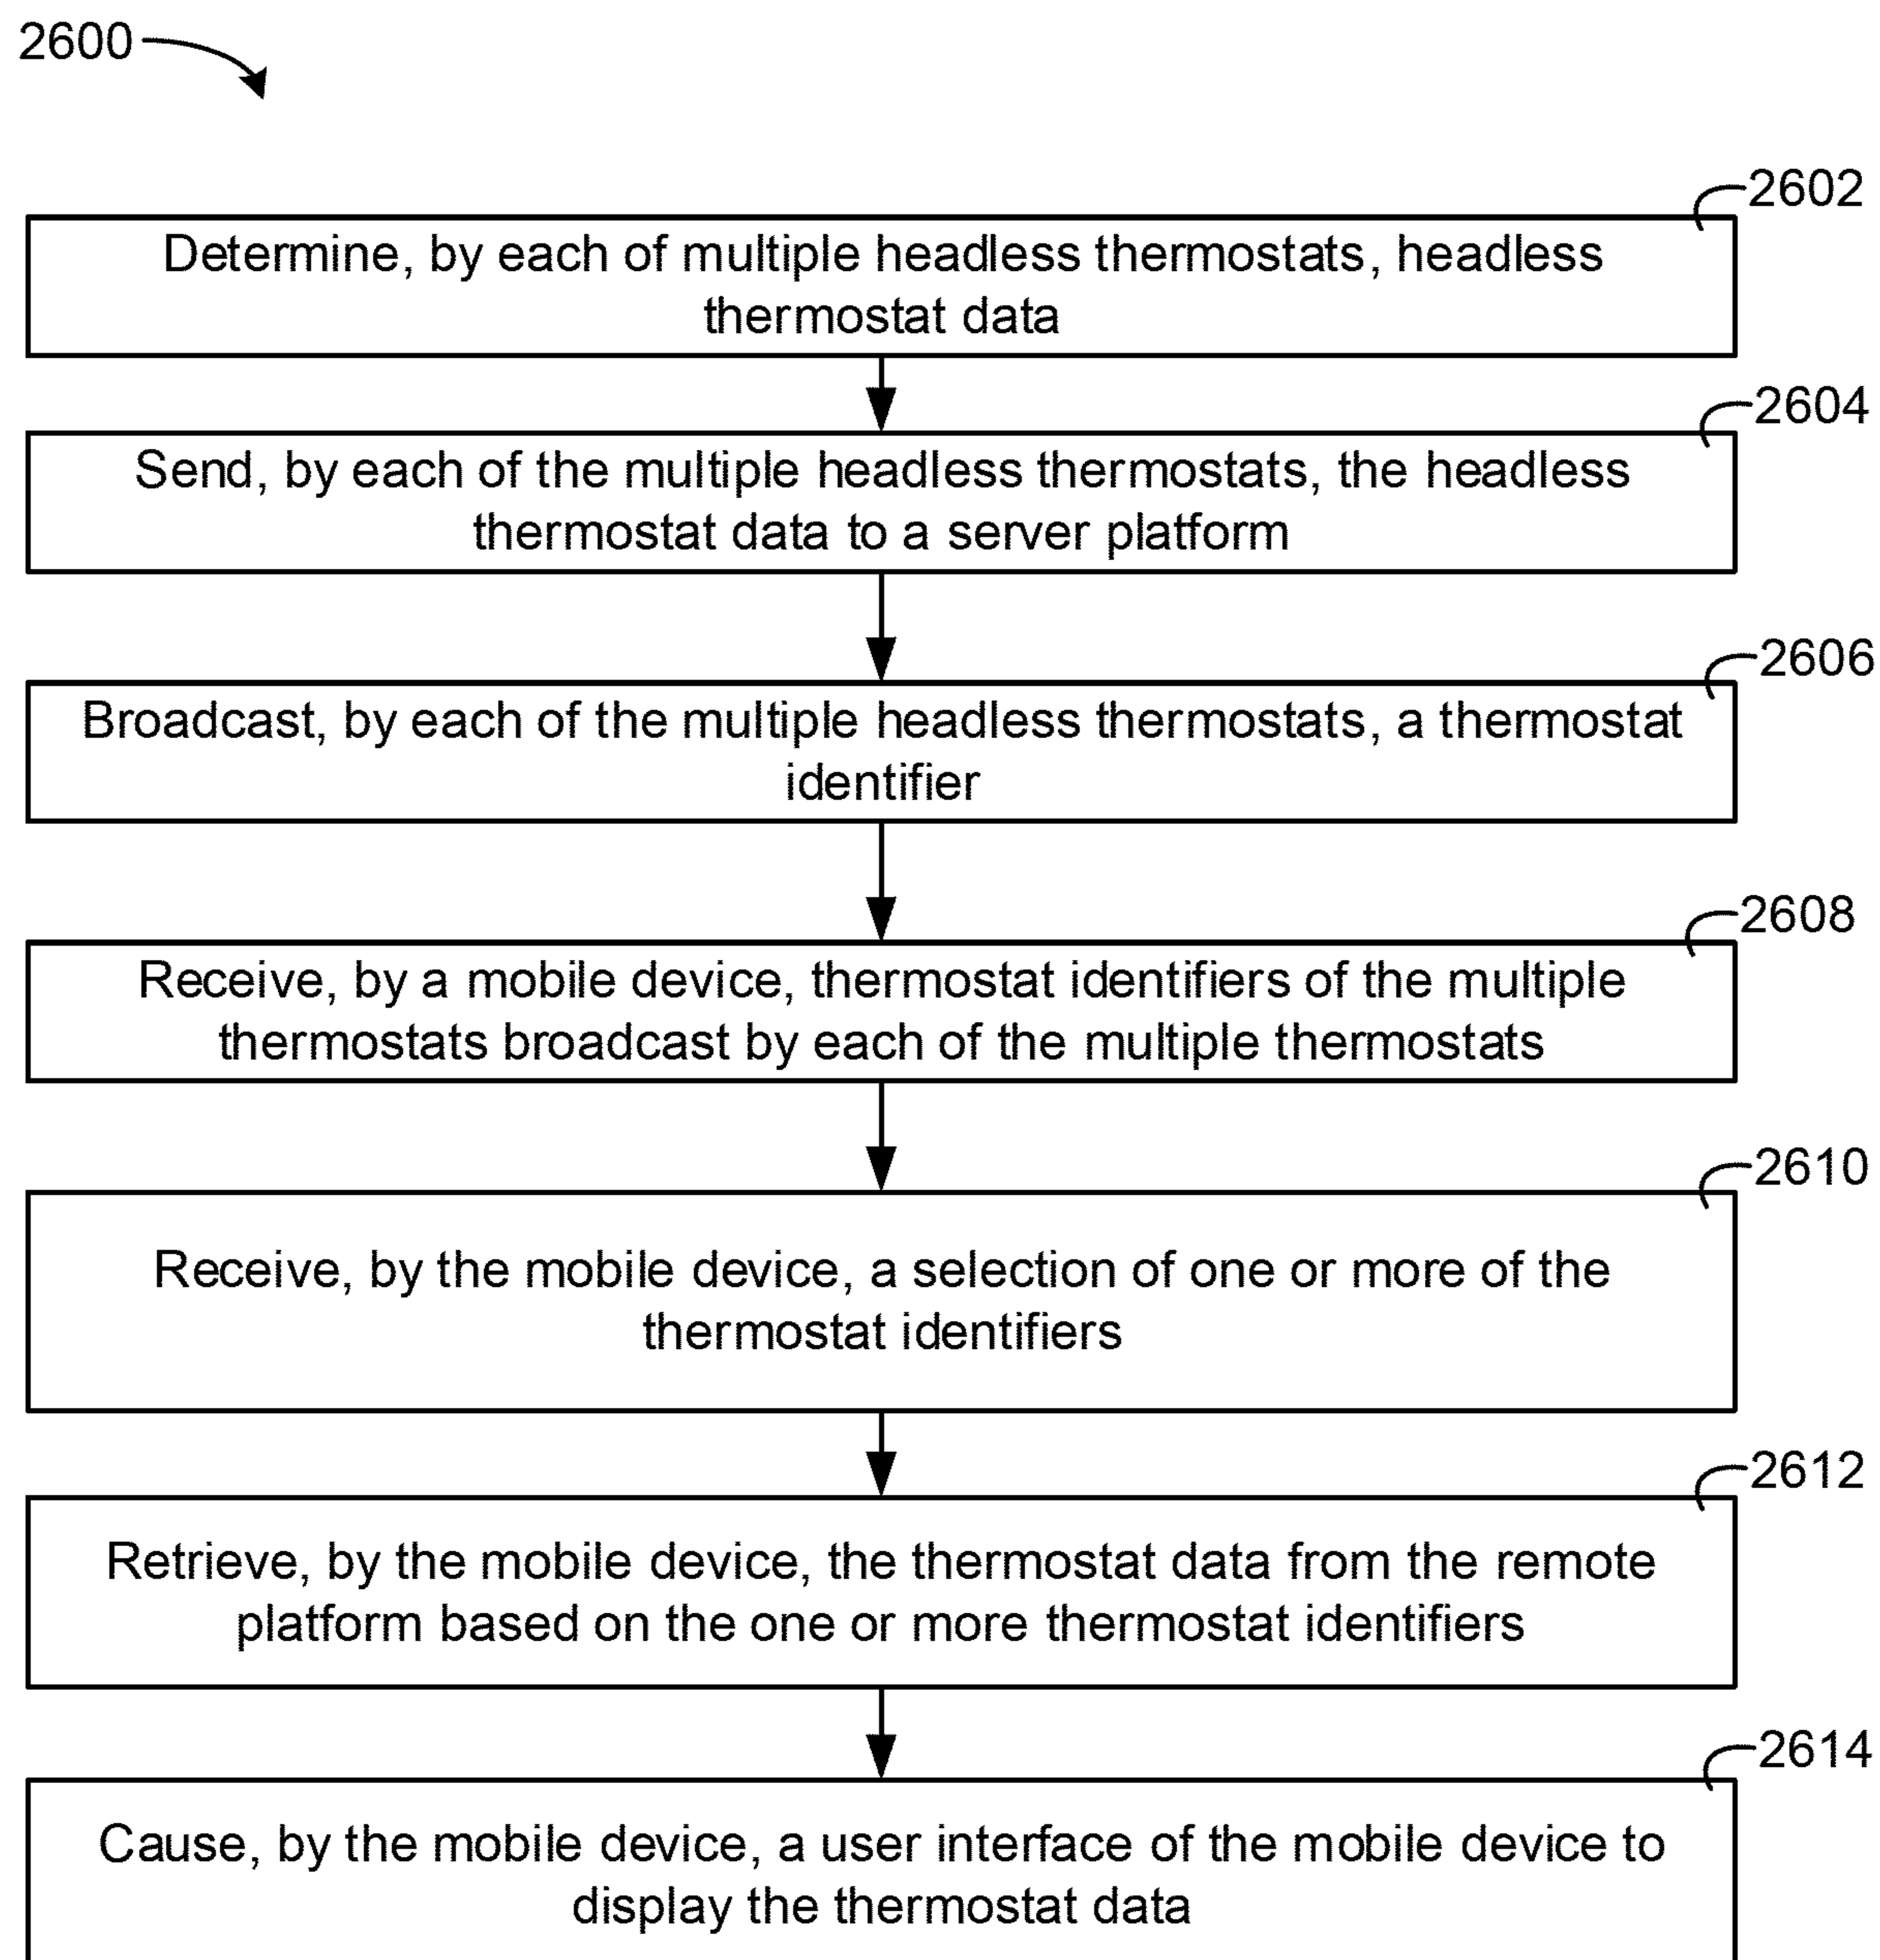 2600
2602
Determine, by each of multiple headless thermostats, headless
thermostat data
2604
Send, by each of the multiple headless thermostats, the headless
thermostat data to a server platform
2606
Broadcast, by each of the multiple headless thermostats, a thermostat
identifier
2608
Receive, by a mobile device, thermostat identifiers of the multiple
thermostats broadcast by each of the multiple thermostats
2610
Receive, by the mobile device, a selection of one or more of the
thermostat identifiers
2612
Retrieve, by the mobile device, the thermostat data from the remote
platform based on the one or more thermostat identifiers
2614
Cause, by the mobile device, a user interface of the mobile device to
display the thermostat data